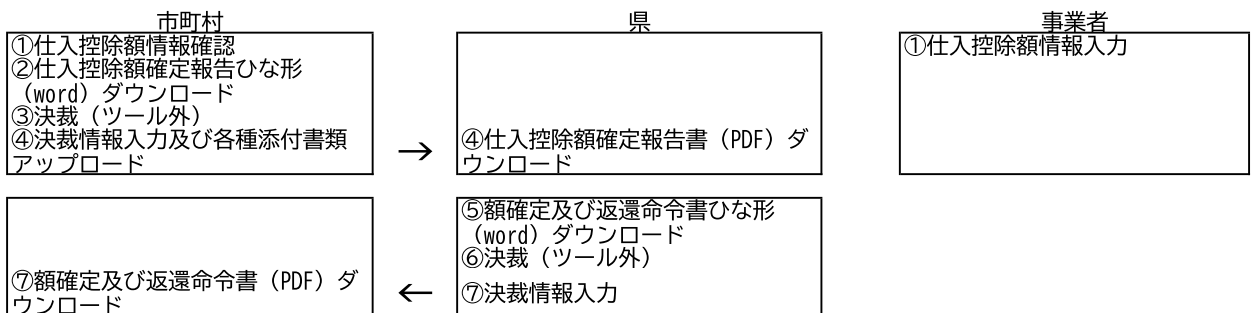 市町村
①仕入控除額情報確認
②仕入控除額確定報告ひな形
（word）ダウンロード
③決裁（ツール外）
④決裁情報入力及び各種添付書類
アップロード
→
県
④仕入控除額確定報告書（PDF）ダ
ウンロード
事業者
①仕入控除額情報入力
⑦額確定及び返還命令書（PDF）ダ
ウンロード
←
⑤額確定及び返還命令書ひな形
（word）ダウンロード
⑥決裁（ツール外）
⑦決裁情報入力